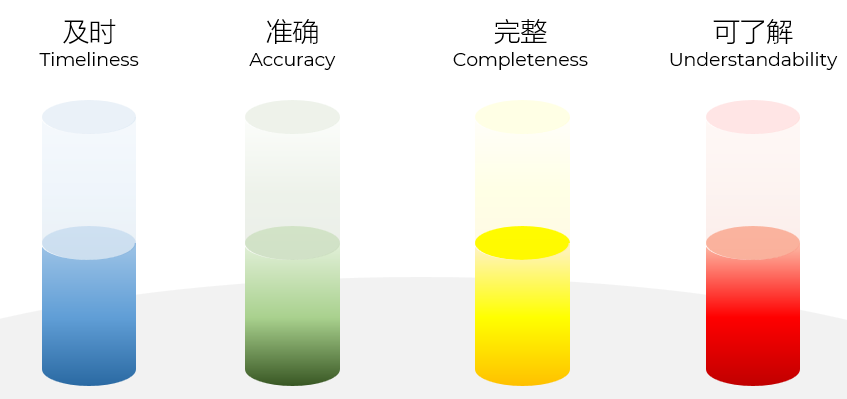 及时
Timeliness
准确
Accuracy
完整
Completeness
可了解
Understandability